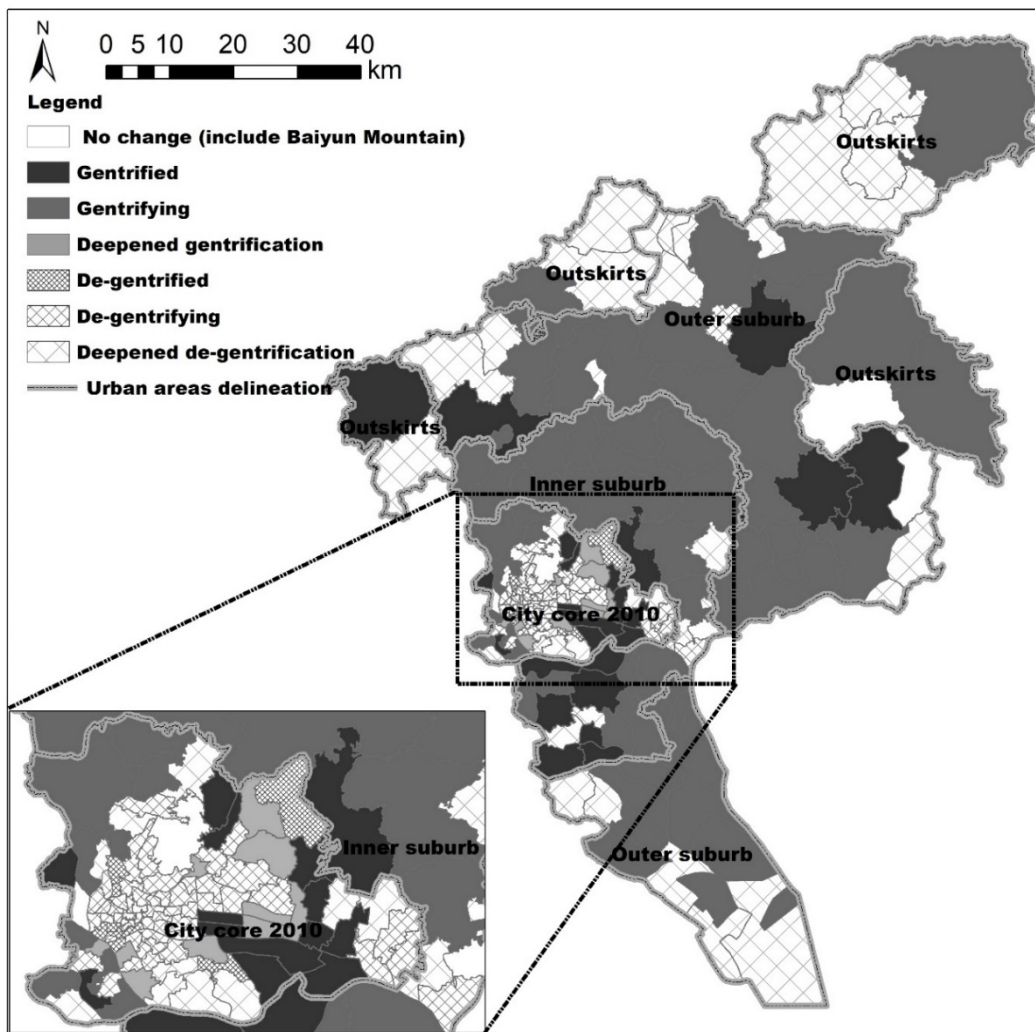 N
0 5 10 20 30 40
km
Legend
No change (include Baiyun Mountain)
Gentrified
Gentrifying
Deepened gentrification
De-gentrified
De-gentrifying
Deepened de-gentrification
Urban areas delineation
Outskirts
Outskirts
Outer suburb
Outskirts
Outskirts
Inner suburb
City core 2010
Inner suburb
Outer suburb
City core 2010